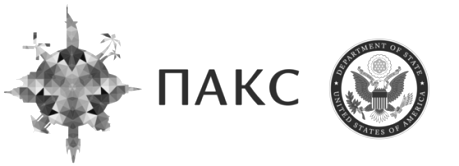 ПАКС
DEPARTMENT OF STATE
UNITED STATES OF AMERICA